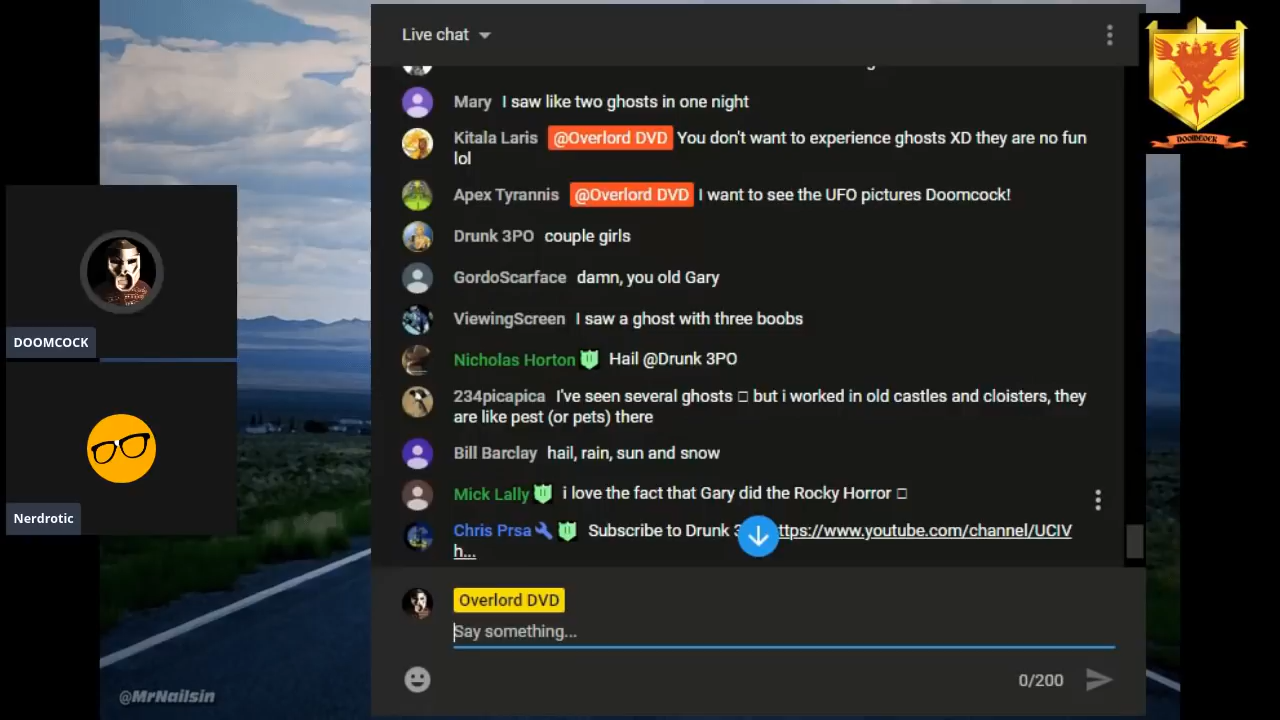 Live chat
Mary I saw like two ghosts in one night
Kitala Laris @Overlord DVD You don't want to experience ghosts XD they are no fun
lol
Apex Tyrannis @Overlord DVD I want to see the UFO pictures Doomcock!
Drunk 3PO couple girls
GordoScarface damn, you old Gary
ViewingScreen I saw a ghost with three boobs
Nicholas Horton Hail @Drunk 3PO
234picapica I've seen several ghosts □ but i worked in old castles and cloisters, they
are like pest (or pets) there
Bill Barclay hail, rain, sun and snow
Mick Lally i love the fact that Gary did the Rocky Horror □
Chris Prsa Subscribe to Drunk 3 ttps://www.youtube.com/channel/UCIV
h...
Overlord DVD
Say something...
0/200
DOOMCOCK
Nerdrotic
DOOMCOCK
@MrNailsin